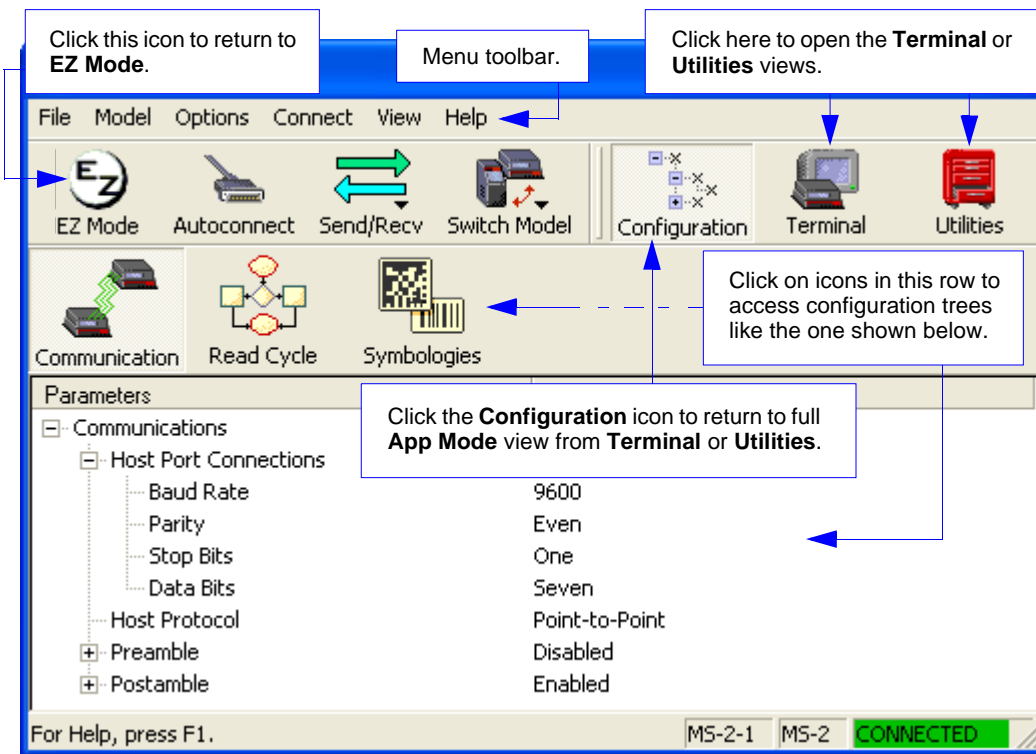 Click this icon to return to
EZ Mode.
Menu toolbar.
Click here to open the Terminal or
Utilities views.
File Model Options Connect View Help
EZ
EZ Mode Autoconnect Send/Recv Switch Model Configuration Terminal Utilities
Click on icons in this row to
access configuration trees
like the one shown below.
Communication Read Cycle Symbologies
Parameters
Click the Configuration icon to return to full
App Mode view from Terminal or Utilities.
Communications
Host Port Connections
Baud Rate 9600
Parity Even
Stop Bits One
Data Bits Seven
Host Protocol Point-to-Point
Preamble Disabled
Postamble Enabled
For Help, press F1. MS-2-1 MS-2 CONNECTED